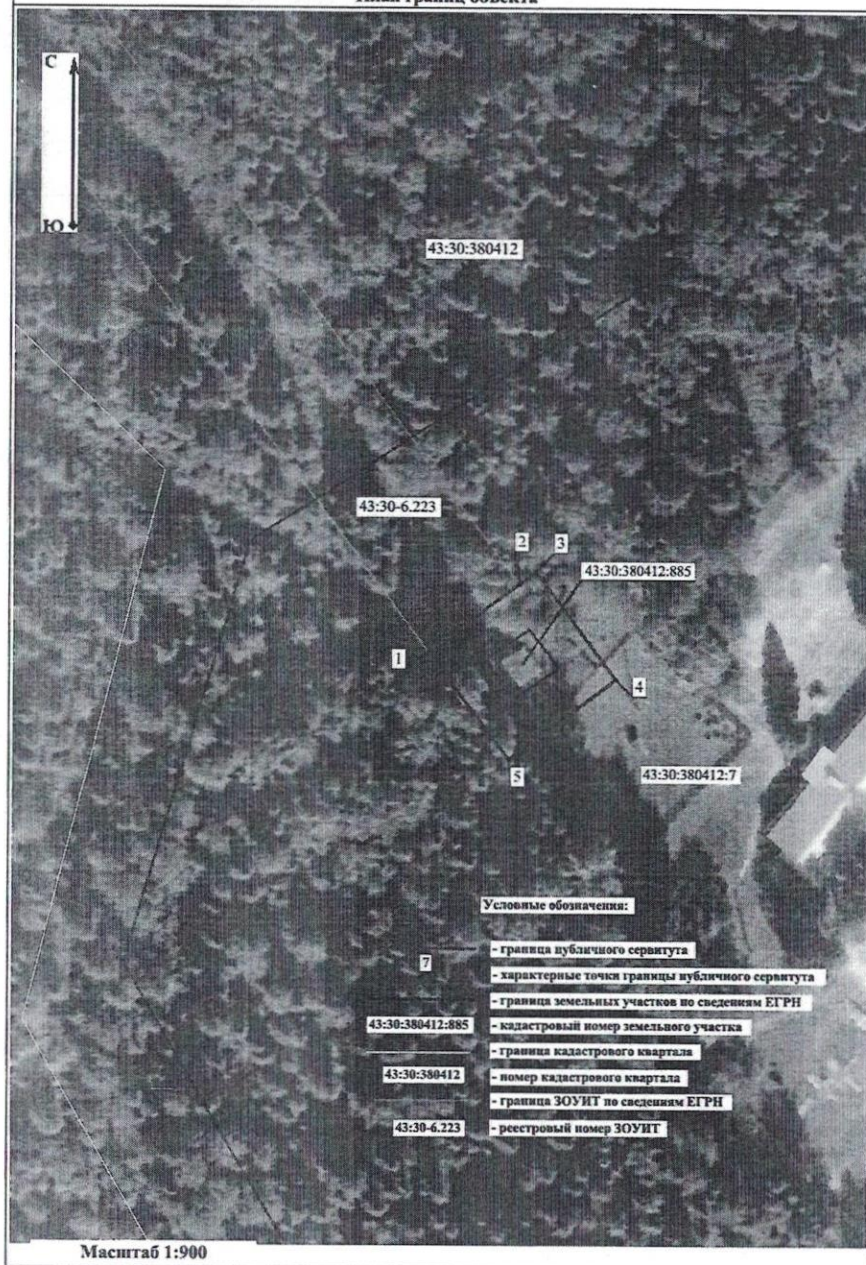 План границ объекта
С
Ю
43:30:380412
43:30-6.223
2
3
43:30:380412:885
1
4
5
43:30:380412:7
Условные обозначения:
- граница публичного сервитута
7
- характерные точки границы публичного сервитута
- граница земельных участков по сведениям ЕГРН
43:30:380412:885 - кадастровый номер земельного участка
- граница кадастрового квартала
43:30:380412 - номер кадастрового квартала
- граница ЗОУИТ по сведениям ЕГРН
43:30-6.223 - реестровый номер ЗОУИТ
Масштаб 1:900